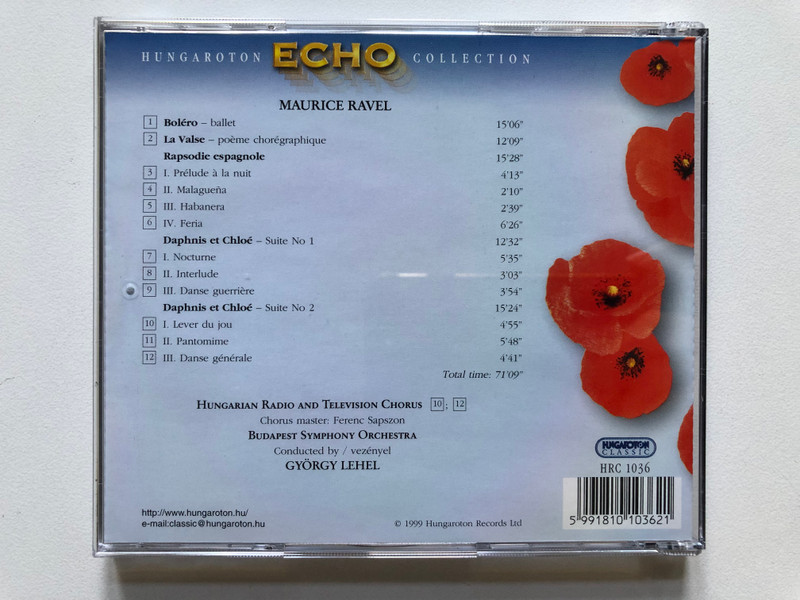 HUNGAROTON ECHO COLLECTION
MAURICE RAVEL
1 Boléro – ballet 15'06"
2 La Valse – poème chorégraphique 12'09"
Rapsodie espagnole 15'28"
3 I. Prélude à la nuit 4'13"
4 II. Malagueña 2'10"
5 III. Habanera 2'39"
6 IV. Feria 6'26"
Daphnis et Chloé – Suite No 1 12'32"
7 I. Nocturne 5'35"
8 II. Interlude 3'03"
9 III. Danse guerrière 3'54"
Daphnis et Chloé – Suite No 2 15'24"
10 I. Lever du jou 4'55"
11 II. Pantomime 5'48"
12 III. Danse générale 4'41"
Total time: 71'09"
HUNGARIAN RADIO AND TELEVISION CHORUS 10; 12
Chorus master: Ferenc Sapszon
BUDAPEST SYMPHONY ORCHESTRA
Conducted by / vezényel
GYÖRGY LEHEL
HUNGAROTON
CLASSIC
HRC 1036
5 991810 103621
http://www.hungaroton.hu/
e-mail:classic@hungaroton.hu
© 1999 Hungaroton Records Ltd